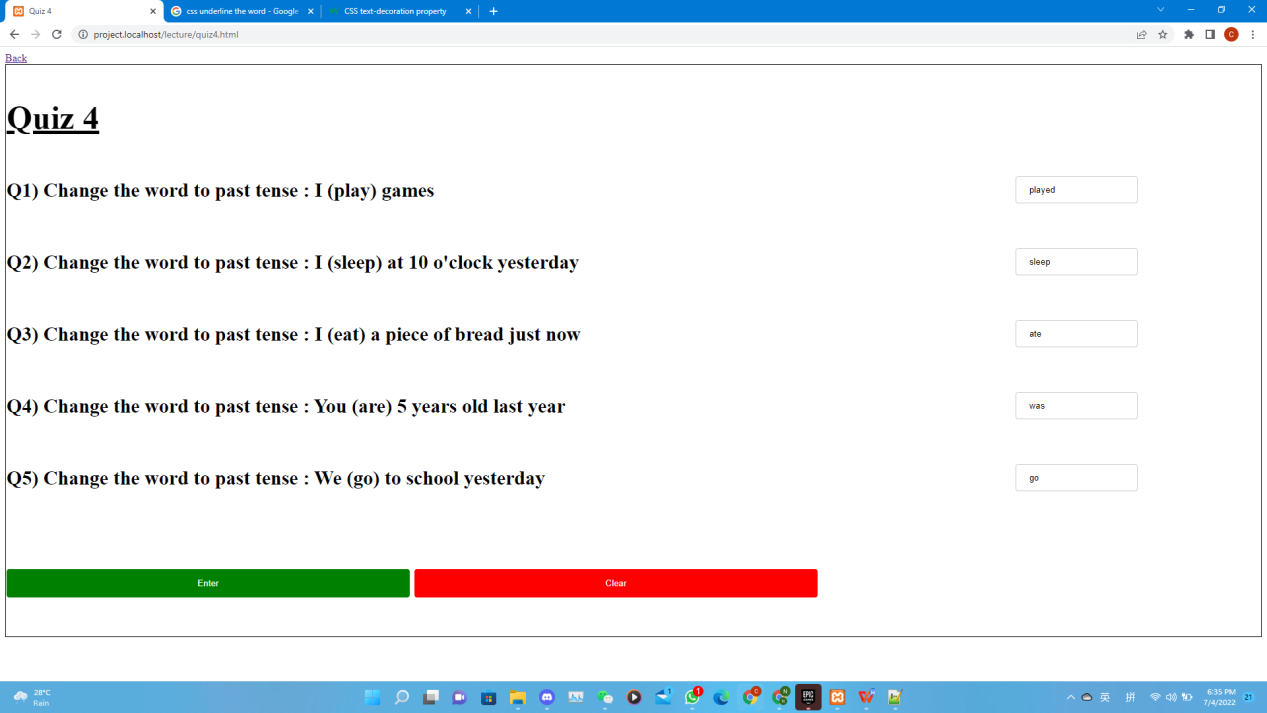 Quiz 4
css underline the word - Google
CSS text-decoration property
project.localhost/lecture/quiz4.html
C
Back
Quiz 4
Q1) Change the word to past tense : I (play) games
played
Q2) Change the word to past tense : I (sleep) at 10 o'clock yesterday
sleep
Q3) Change the word to past tense : I (eat) a piece of bread just now
ate
Q4) Change the word to past tense : You (are) 5 years old last year
was
Q5) Change the word to past tense : We (go) to school yesterday
go
Enter
Clear
28°C
Rain
1
1
C
N
EPIC
英
拼
6:35 PM
7/4/2022
21